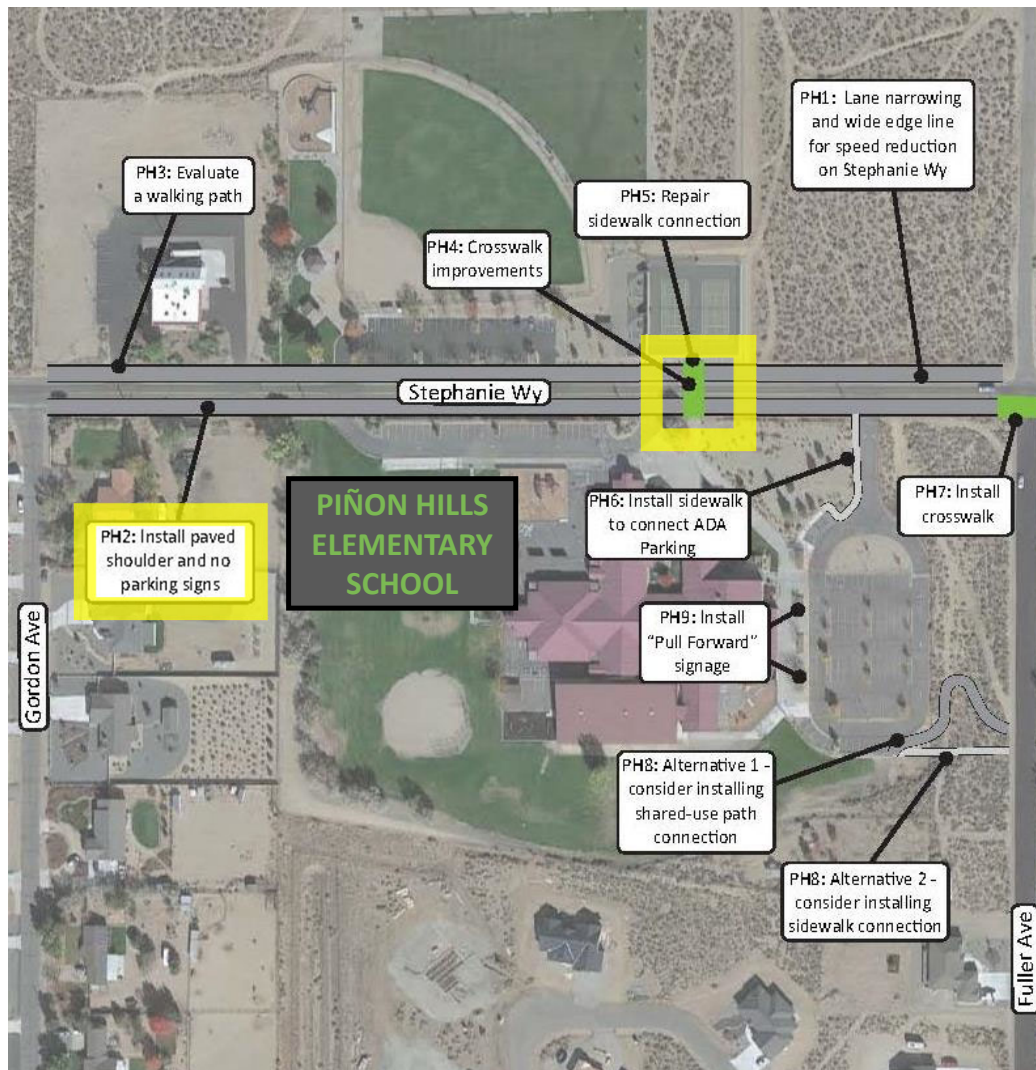 PH1: Lane narrowing
and wide edge line
for speed reduction
on Stephanie Wy
PH3: Evaluate
a walking path
PH5: Repair
sidewalk connection
PH4: Crosswalk
improvements
Stephanie Wy
PH2: Install paved
shoulder and no
parking signs
PIÑON HILLS
ELEMENTARY
SCHOOL
PH6: Install sidewalk
to connect ADA
Parking
PH7: Install
crosswalk
PH9: Install
"Pull Forward"
signage
Gordon Ave
PH8: Alternative 1 -
consider installing
shared-use path
connection
PH8: Alternative 2 -
consider installing
sidewalk connection
Fuller Ave